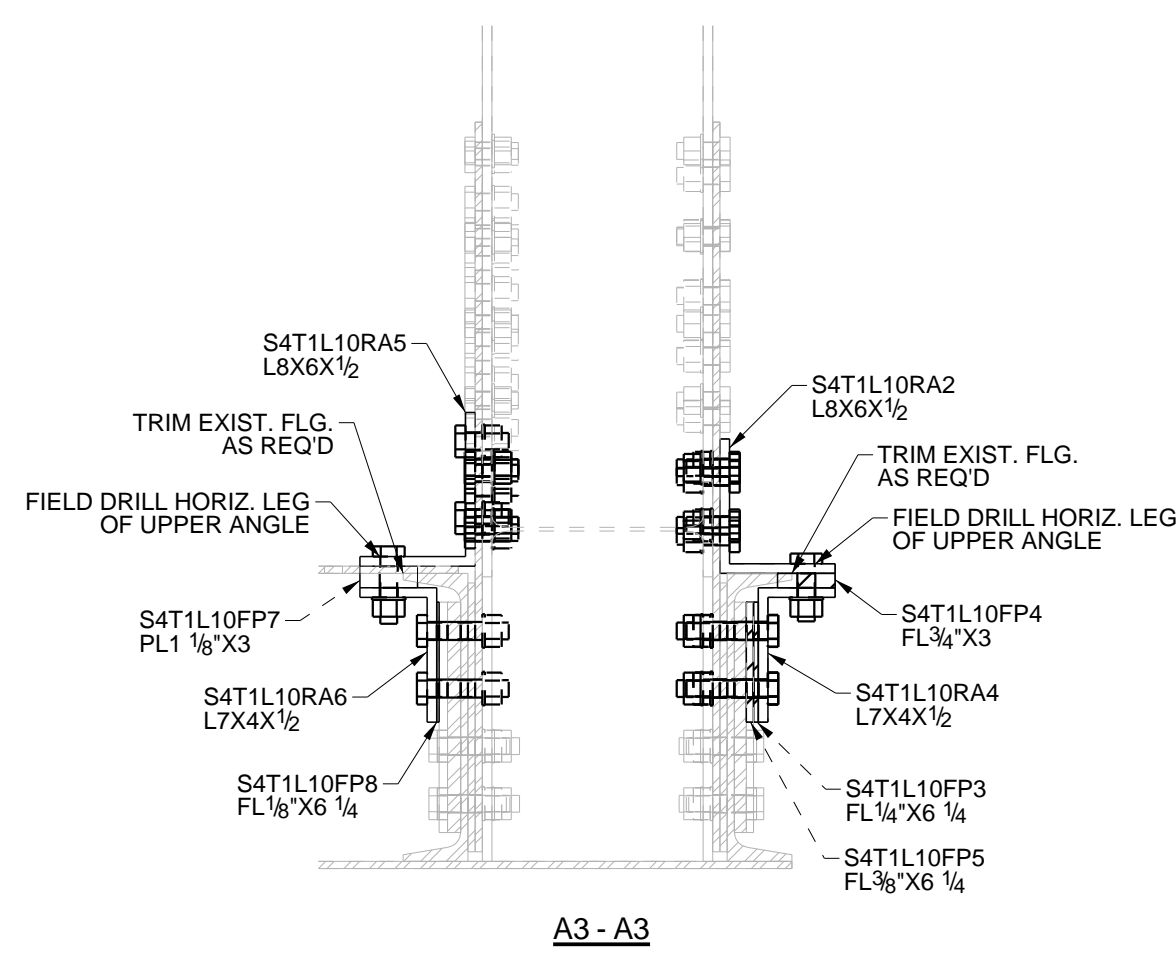 S4T1L10RA5
L8X6X1/2
S4T1L10RA2
L8X6X1/2
TRIM EXIST. FLG.
AS REQ'D
TRIM EXIST. FLG.
AS REQ'D
FIELD DRILL HORIZ. LEG
OF UPPER ANGLE
FIELD DRILL HORIZ. LEG
OF UPPER ANGLE
S4T1L10FP7
PL1 1/8"X3
S4T1L10FP4
FL3/4"X3
S4T1L10RA6
L7X4X1/2
S4T1L10RA4
L7X4X1/2
S4T1L10FP8
FL1/8"X6 1/4
S4T1L10FP3
FL1/4"X6 1/4
S4T1L10FP5
FL3/8"X6 1/4
A3 - A3